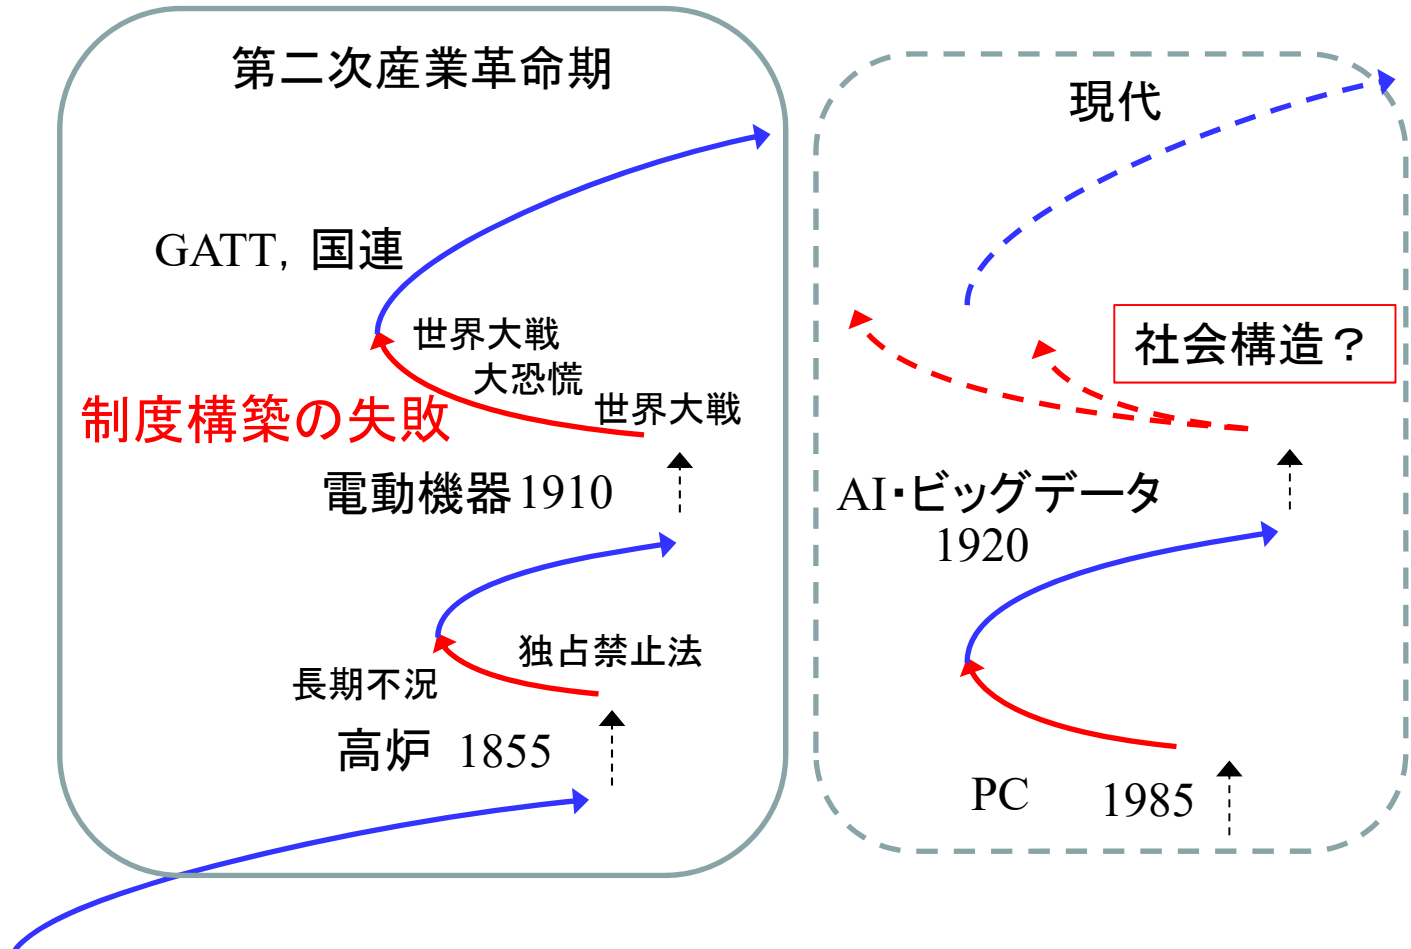 第二次産業革命期
GATT, 国連
世界大戦
大恐慌
世界大戦
制度構築の失敗
電動機器 1910
独占禁止法
長期不況
高炉 1855
現代
社会構造？
AI・ビッグデータ
1920
PC 1985